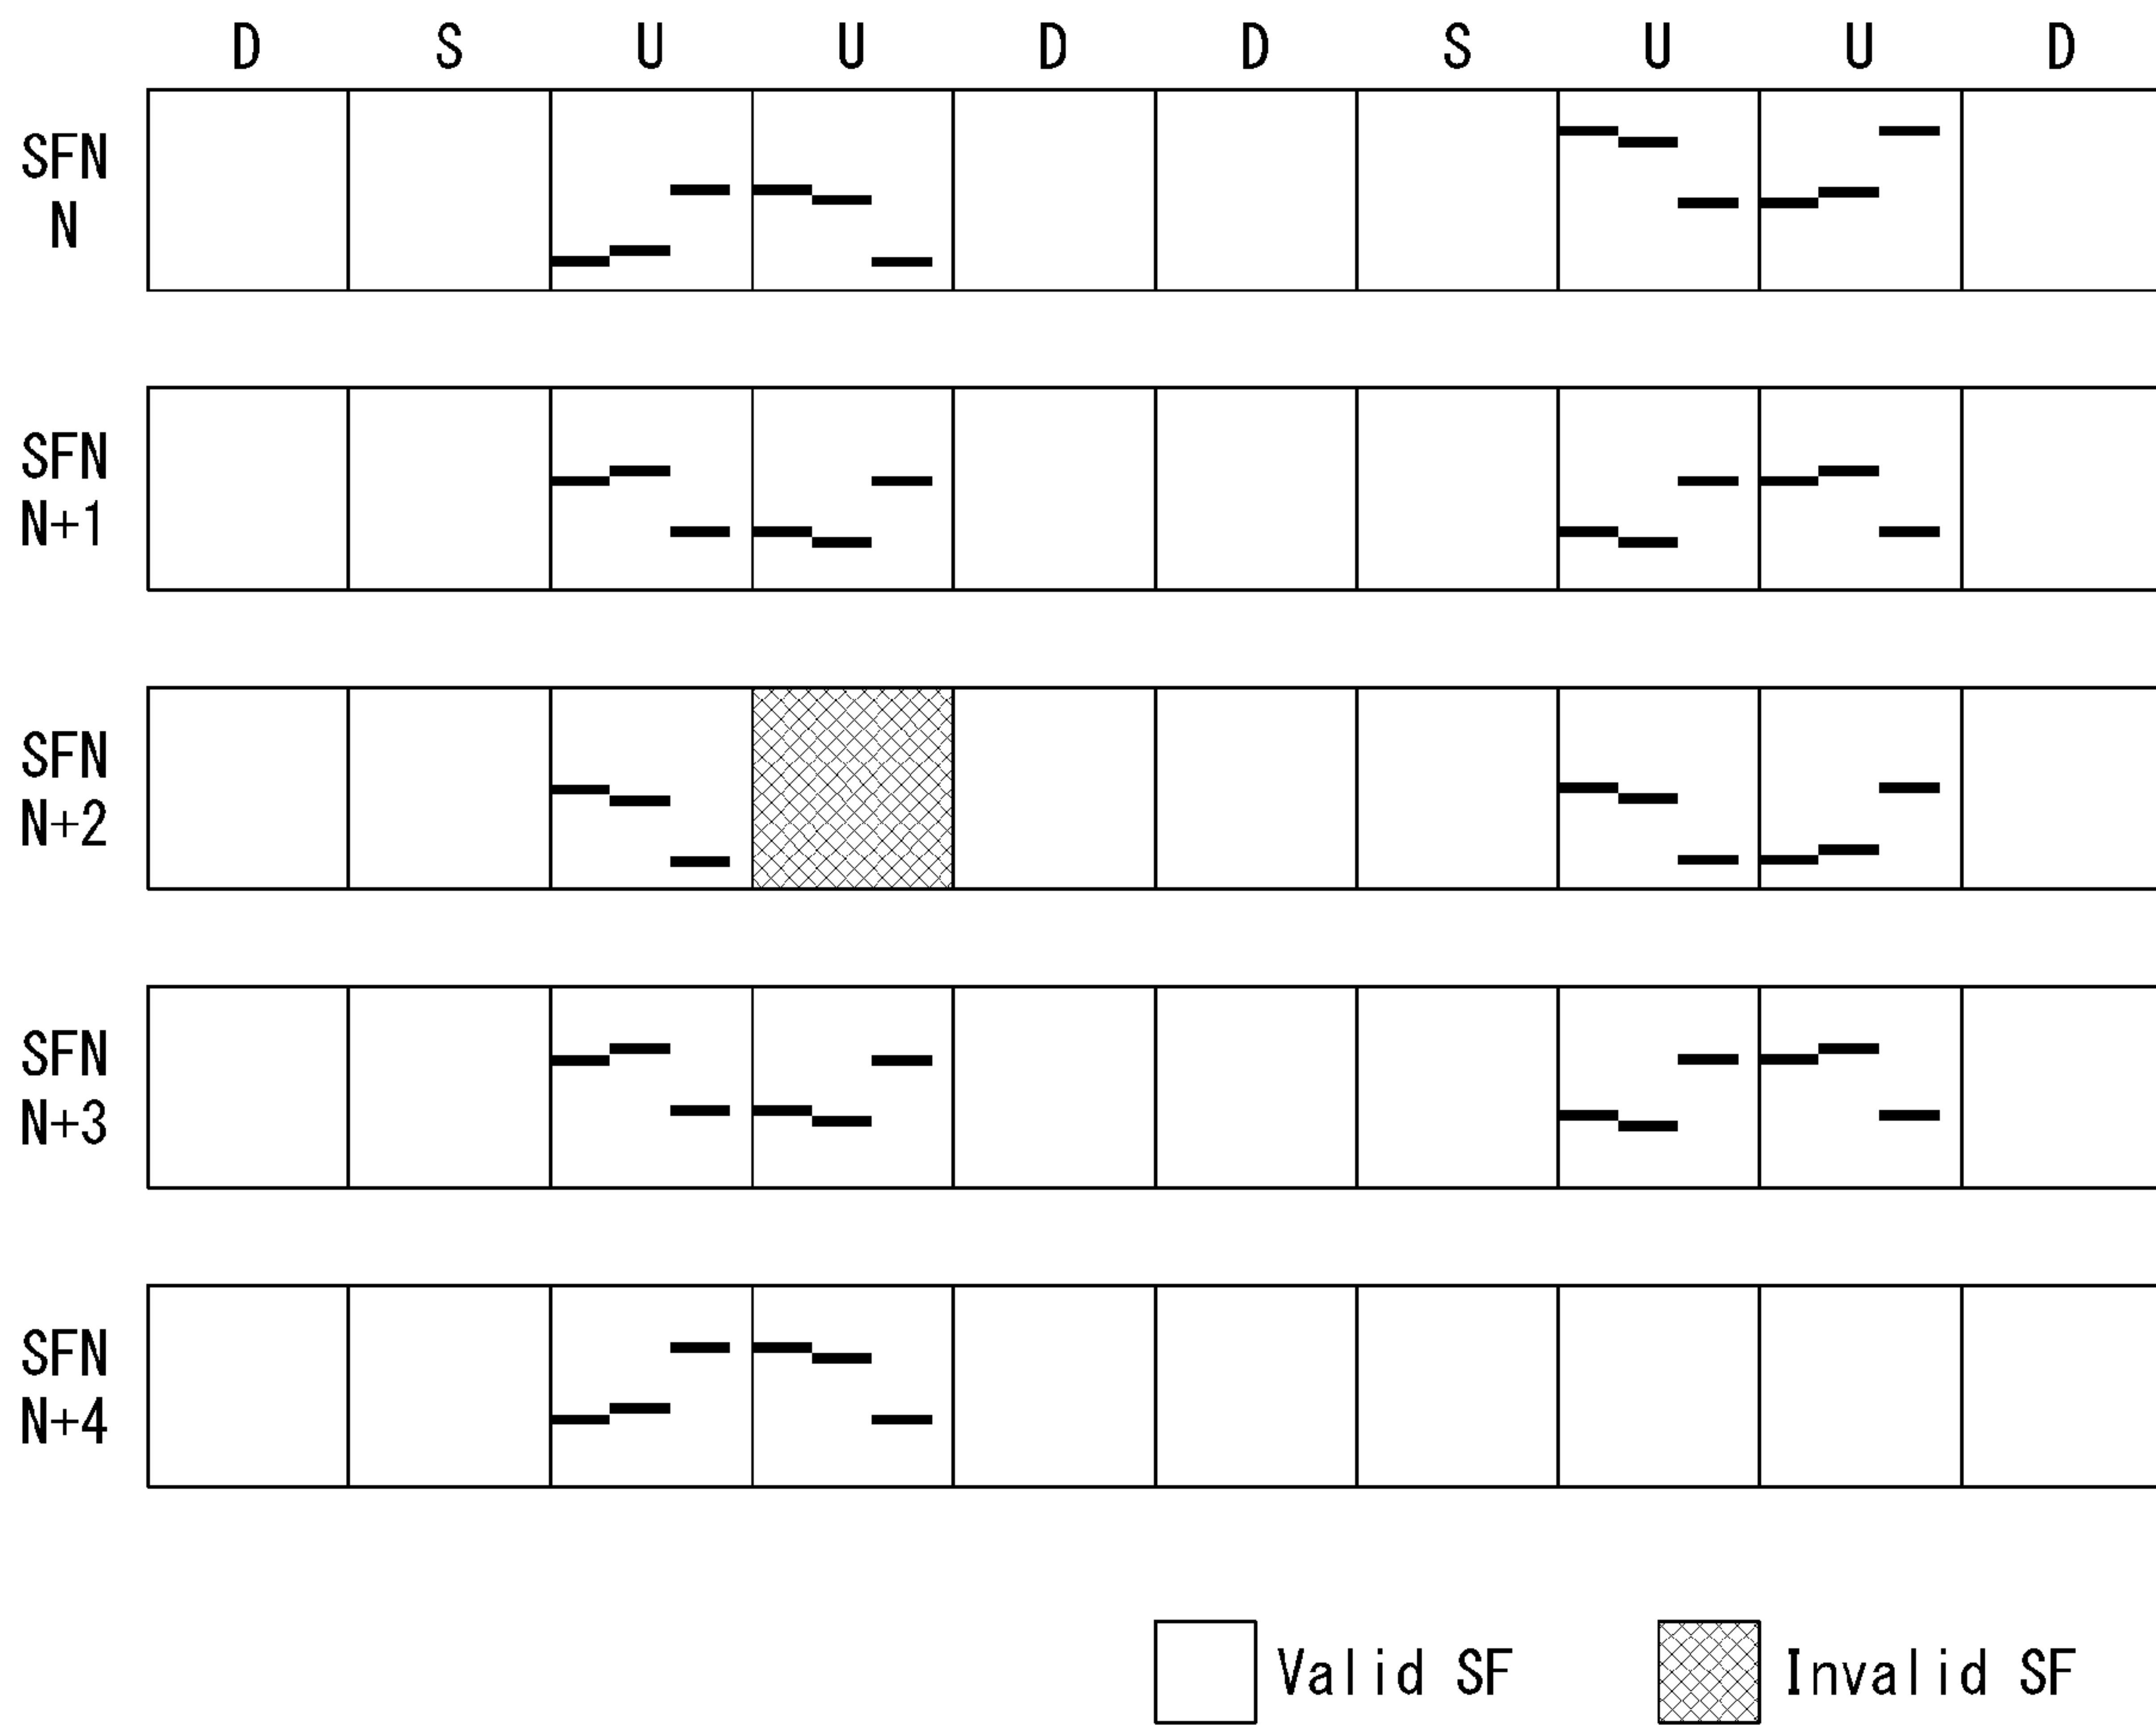 D S U U D D S U U D
SFN
N
SFN
N+1
SFN
N+2
SFN
N+3
SFN
N+4
Valid SF Invalid SF